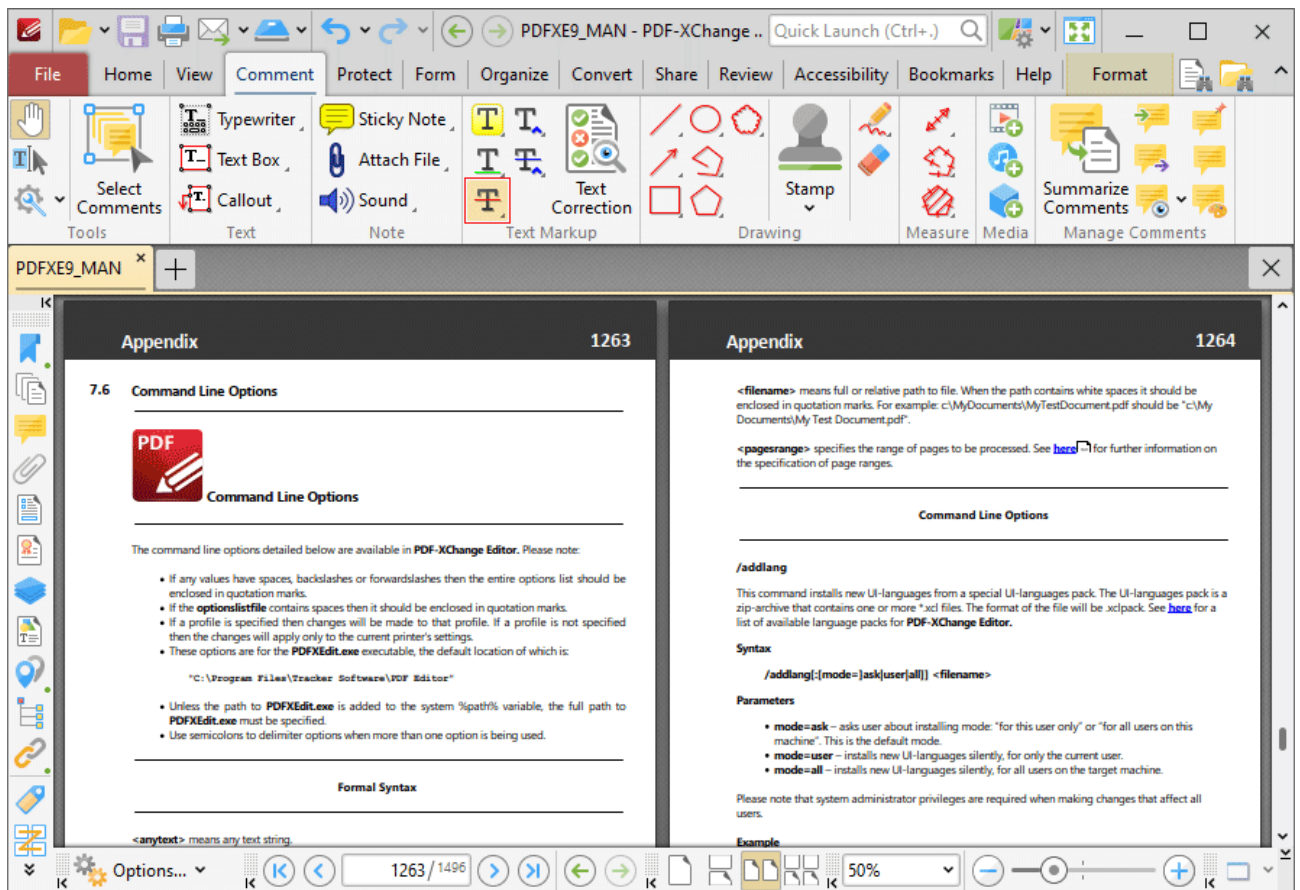 PDFXE9_MAN - PDF-XChange ..
Quick Launch (Ctrl+.)
File Home View Comment Protect Form Organize Convert Share Review Accessibility Bookmarks Help Format
Select Comments
Typewriter
Text Box
Callout
Sticky Note
Attach File
Sound
Text Correction
Stamp
Summarize Comments
Tools Text Note Text Markup Drawing Measure Media Manage Comments
PDFXE9_MAN
Appendix 1263
7.6 Command Line Options
PDF
Command Line Options
The command line options detailed below are available in PDF-XChange Editor. Please note:
• If any values have spaces, backslashes or forwardslashes then the entire options list should be
enclosed in quotation marks.
• If the optionslistfile contains spaces then it should be enclosed in quotation marks.
• If a profile is specified then changes will be made to that profile. If a profile is not specified
then the changes will apply only to the current printer's settings.
• These options are for the PDFXEdit.exe executable, the default location of which is:
"C:\Program Files\Tracker Software\PDF Editor"
• Unless the path to PDFXEdit.exe is added to the system %path% variable, the full path to
PDFXEdit.exe must be specified.
• Use semicolons to delimiter options when more than one option is being used.
Formal Syntax
<anytext> means any text string.
Appendix 1264
<filename> means full or relative path to file. When the path contains white spaces it should be
enclosed in quotation marks. For example: c:\MyDocuments\MyTestDocument.pdf should be "c:\My
Documents\My Test Document.pdf".
<pagesrange> specifies the range of pages to be processed. See here for further information on
the specification of page ranges.
Command Line Options
/addlang
This command installs new UI-languages from a special UI-languages pack. The UI-languages pack is a
zip-archive that contains one or more *.xcl files. The format of the file will be .xclpack. See here for a
list of available language packs for PDF-XChange Editor.
Syntax
/addlang[:[mode=]ask|user|all]] <filename>
Parameters
• mode=ask – asks user about installing mode: "for this user only" or "for all users on this
machine". This is the default mode.
• mode=user – installs new UI-languages silently, for only the current user.
• mode=all – installs new UI-languages silently, for all users on the target machine.
Please note that system administrator privileges are required when making changes that affect all
users.
Example
Options...
1263 / 1496
50%